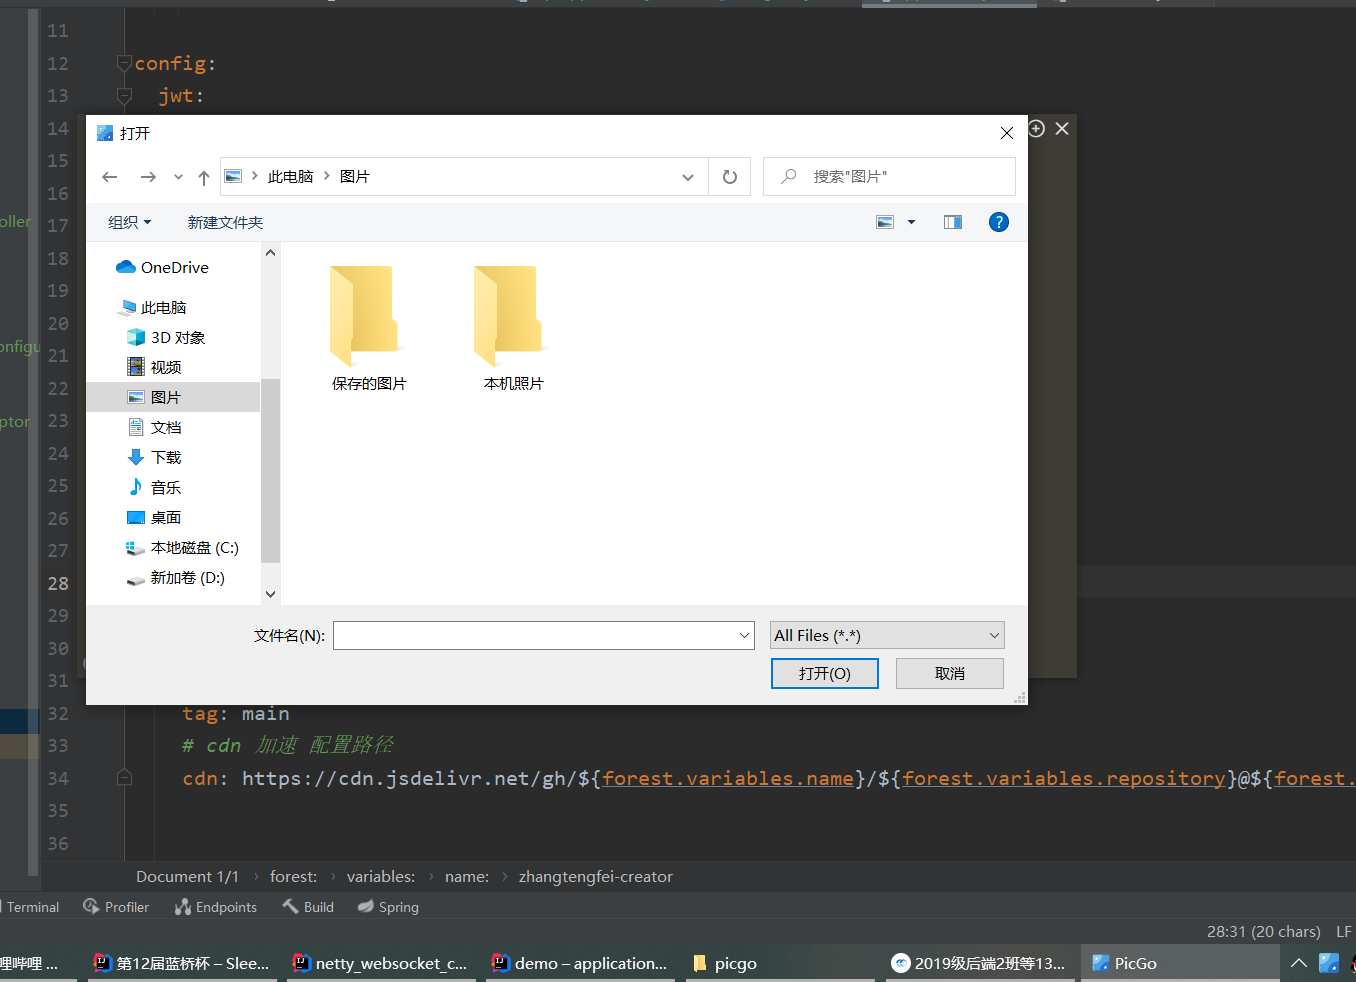 11
12 config:
13 jwt:
14
15
16
17
18
19
20
21
22
23
24
25
26
27
28
29
30
31
32 tag: main
33 # cdn 加速 配置路径
34 cdn: https://cdn.jsdelivr.net/gh/${forest.variables.name}/${forest.variables.repository}@${forest.
35
36
oller
onfigu
ptor
打开
此电脑 图片
搜索"图片"
组织 新建文件夹
OneDrive
此电脑
3D 对象
视频
图片
文档
下载
音乐
桌面
本地磁盘 (C:)
新加卷 (D:)
保存的图片 本机照片
文件名(N): All Files (*.*)
打开(O) 取消
Document 1/1 › forest: › variables: › name: › zhangtengfei-creator
Terminal Profiler Endpoints Build Spring
28:31 (20 chars) LF
哩哔哩 ... 第12届蓝桥杯 – Slee... netty_websocket_c... demo – application... picgo 2019级后端2班等13... PicGo